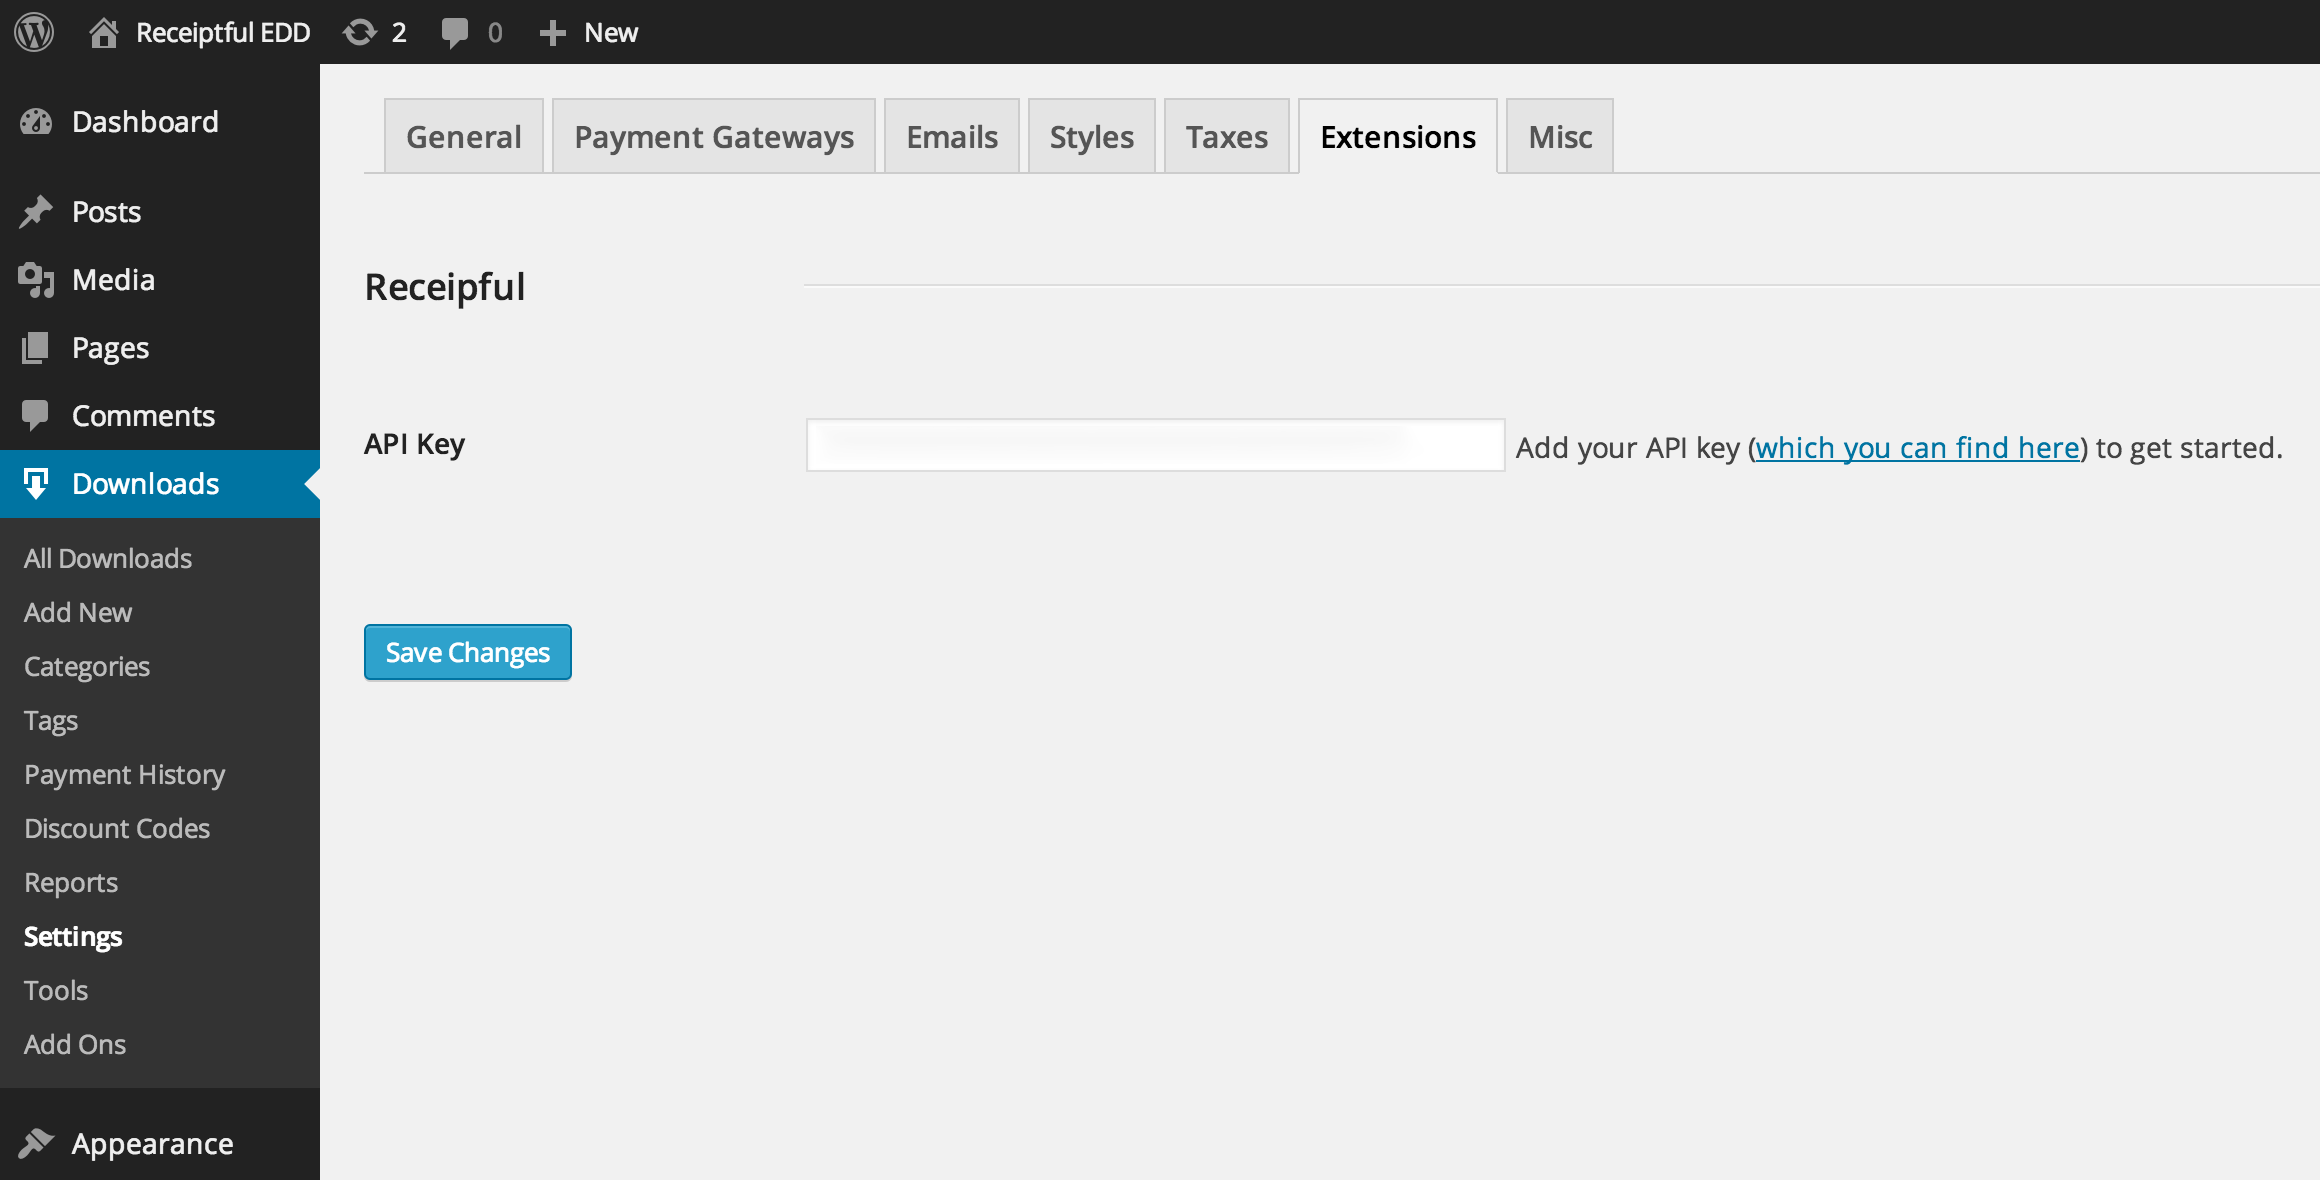 Receiptful EDD 2 0 New
Dashboard
Posts
Media
Pages
Comments
Downloads
All Downloads
Add New
Categories
Tags
Payment History
Discount Codes
Reports
Settings
Tools
Add Ons
Appearance
General Payment Gateways Emails Styles Taxes Extensions Misc
Receipful
API Key Add your API key (which you can find here) to get started.
Save Changes